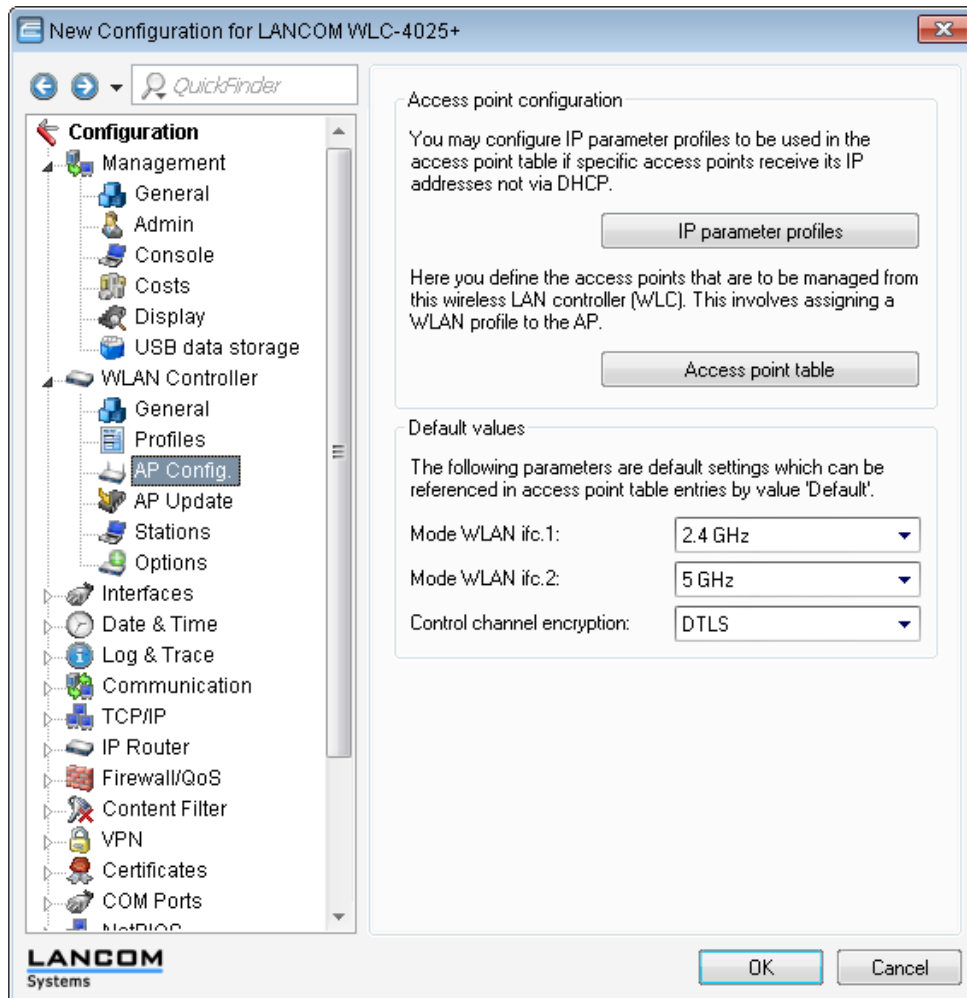 New Configuration for LANCOM WLC-4025+
QuickFinder
Configuration
Management
General
Admin
Console
Costs
Display
USB data storage
WLAN Controller
General
Profiles
AP Config.
AP Update
Stations
Options
Interfaces
Date & Time
Log & Trace
Communication
TCP/IP
IP Router
Firewall/QoS
Content Filter
VPN
Certificates
COM Ports
NetBIOS
Access point configuration
You may configure IP parameter profiles to be used in the
access point table if specific access points receive its IP
addresses not via DHCP.
IP parameter profiles
Here you define the access points that are to be managed from
this wireless LAN controller (WLC). This involves assigning a
WLAN profile to the AP.
Access point table
Default values
The following parameters are default settings which can be
referenced in access point table entries by value 'Default'.
Mode WLAN ifc.1: 2.4 GHz
Mode WLAN ifc.2: 5 GHz
Control channel encryption: DTLS
LANCOM
Systems
OK Cancel